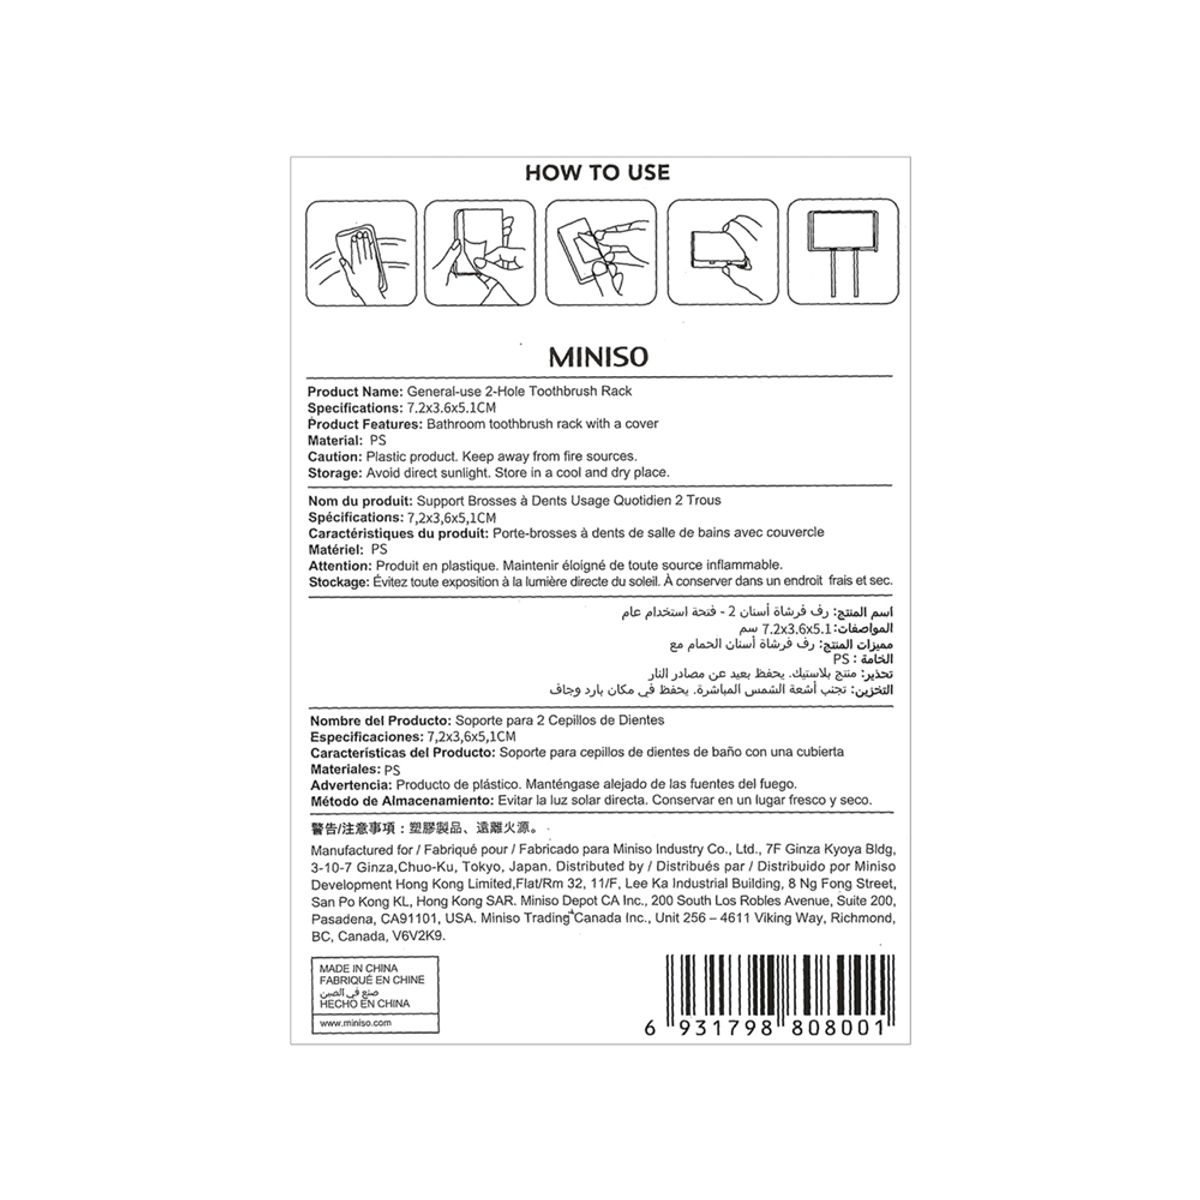 HOW TO USE
MINISO
Product Name: General-use 2-Hole Toothbrush Rack
Specifications: 7.2x3.6x5.1CM
Product Features: Bathroom toothbrush rack with a cover
Material: PS
Caution: Plastic product. Keep away from fire sources.
Storage: Avoid direct sunlight. Store in a cool and dry place.
Nom du produit: Support Brosses à Dents Usage Quotidien 2 Trous
Spécifications: 7,2x3,6x5,1CM
Caractéristiques du produit: Porte-brosses à dents de salle de bains avec couvercle
Matériel: PS
Attention: Produit en plastique. Maintenir éloigné de toute source inflammable.
Stockage: Évitez toute exposition à la lumière directe du soleil. À conserver dans un endroit frais et sec.
اسم المنتج: رف فرشاة أسنان 2 - فتحة استخدام عام
المواصفات: 7.2x3.6x5.1 سم
مميزات المنتج: رف فرشاة أسنان الحمام مع
الخامة : PS
تحذير: منتج بلاستيك. يحفظ بعيد عن مصادر النار
التخزين: تجنب أشعة الشمس المباشرة. يحفظ في مكان بارد وجاف
Nombre del Producto: Soporte para 2 Cepillos de Dientes
Especificaciones: 7,2x3,6x5,1CM
Características del Producto: Soporte para cepillos de dientes de baño con una cubierta
Materiales: PS
Advertencia: Producto de plástico. Manténgase alejado de las fuentes del fuego.
Método de Almacenamiento: Evitar la luz solar directa. Conservar en un lugar fresco y seco.
警告/注意事項：塑膠製品、遠離火源。
Manufactured for / Fabriqué pour / Fabricado para Miniso Industry Co., Ltd., 7F Ginza Kyoya Bldg,
3-10-7 Ginza,Chuo-Ku, Tokyo, Japan. Distributed by / Distribués par / Distribuido por Miniso
Development Hong Kong Limited,Flat/Rm 32, 11/F, Lee Ka Industrial Building, 8 Ng Fong Street,
San Po Kong KL, Hong Kong SAR. Miniso Depot CA Inc., 200 South Los Robles Avenue, Suite 200,
Pasadena, CA91101, USA. Miniso Trading Canada Inc., Unit 256 – 4611 Viking Way, Richmond,
BC, Canada, V6V2K9.
MADE IN CHINA
FABRIQUÉ EN CHINE
صنع في الصين
HECHO EN CHINA
www.miniso.com
6 931798 808001